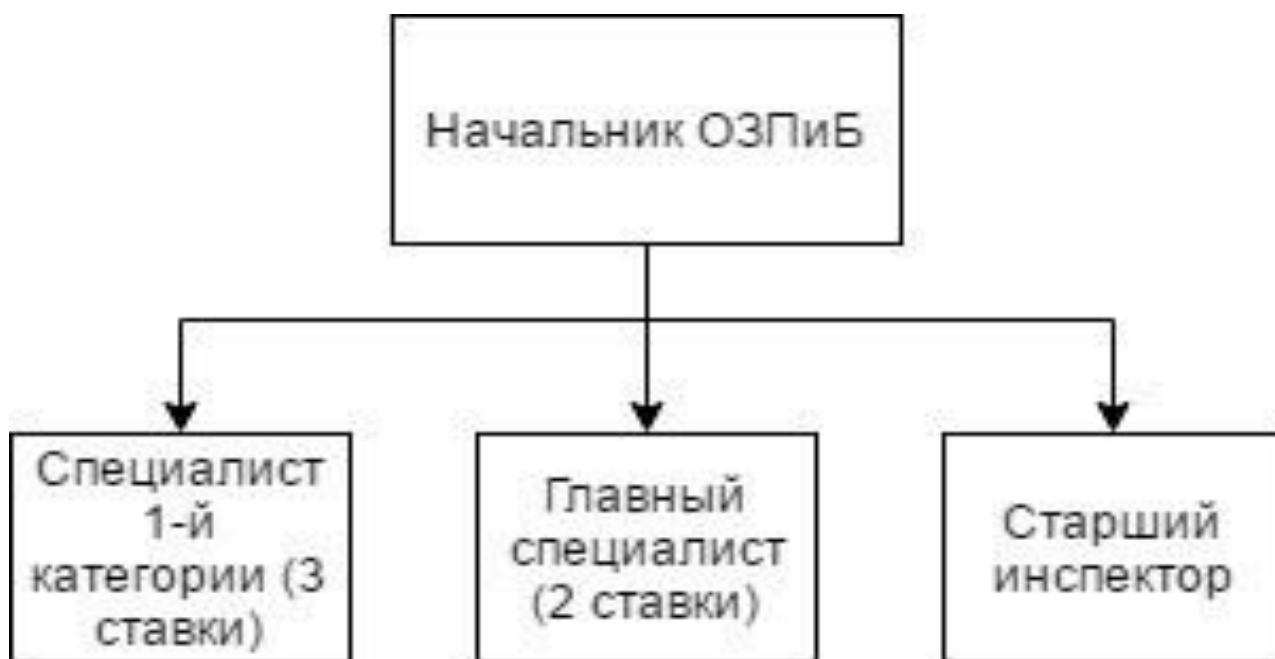 Начальник ОЗПиБ
Специалист
1-й
категории (3
ставки)
Главный
специалист
(2 ставки)
Старший
инспектор